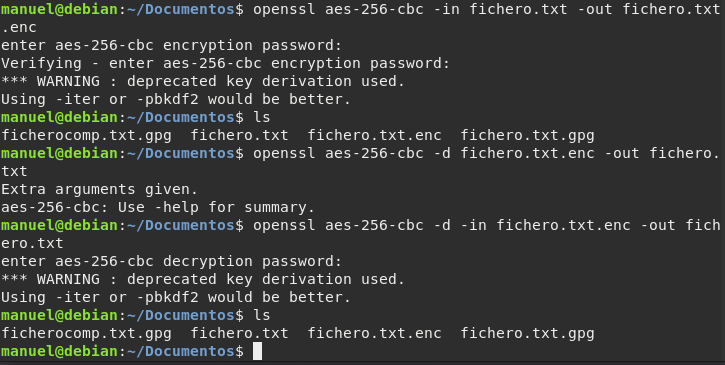 manuel@debian:~/Documentos$ openssl aes-256-cbc -in fichero.txt -out fichero.txt
.enc
enter aes-256-cbc encryption password:
Verifying - enter aes-256-cbc encryption password:
*** WARNING : deprecated key derivation used.
Using -iter or -pbkdf2 would be better.
manuel@debian:~/Documentos$ ls
ficherocomp.txt.gpg  fichero.txt  fichero.txt.enc  fichero.txt.gpg
manuel@debian:~/Documentos$ openssl aes-256-cbc -d fichero.txt.enc -out fichero.
txt
Extra arguments given.
aes-256-cbc: Use -help for summary.
manuel@debian:~/Documentos$ openssl aes-256-cbc -d -in fichero.txt.enc -out fich
ero.txt
enter aes-256-cbc decryption password:
*** WARNING : deprecated key derivation used.
Using -iter or -pbkdf2 would be better.
manuel@debian:~/Documentos$ ls
ficherocomp.txt.gpg  fichero.txt  fichero.txt.enc  fichero.txt.gpg
manuel@debian:~/Documentos$